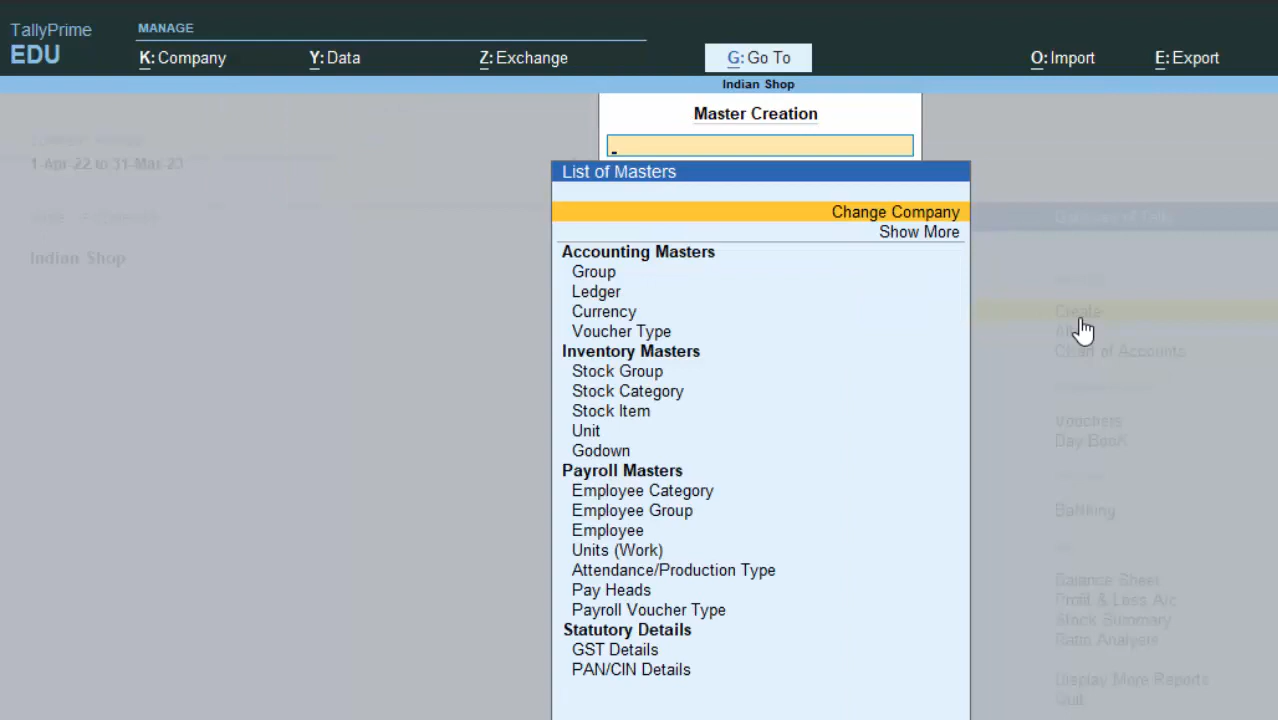 TallyPrime
EDU
MANAGE
K: Company
Y: Data
Z: Exchange
G: Go To
O: Import
E: Export
Indian Shop
Master Creation
List of Masters
Change Company
Show More
Accounting Masters
Group
Ledger
Currency
Voucher Type
Inventory Masters
Stock Group
Stock Category
Stock Item
Unit
Godown
Payroll Masters
Employee Category
Employee Group
Employee
Units (Work)
Attendance/Production Type
Pay Heads
Payroll Voucher Type
Statutory Details
GST Details
PAN/CIN Details
1-Apr-22 to 31-Mar-23
Indian Shop
Create
Chart of Accounts
Vouchers
Day Book
Banking
Balance Sheet
Profit & Loss A/c
Stock Summary
Ratio Analysis
Display More Reports
Quit